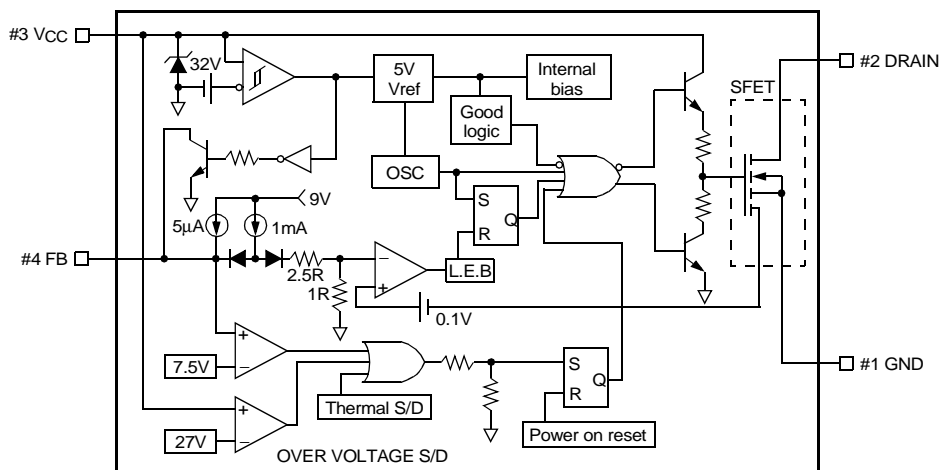 #3 VCC
32V
5V
Vref
Internal
bias
Good
logic
OSC
SFET
#2 DRAIN
9V
5μA
1mA
S
R
Q
#4 FB
2.5R
1R
−
+
L.E.B
0.1V
+
−
7.5V
Thermal S/D
S
R
Q
#1 GND
+
−
27V
Power on reset
OVER VOLTAGE S/D